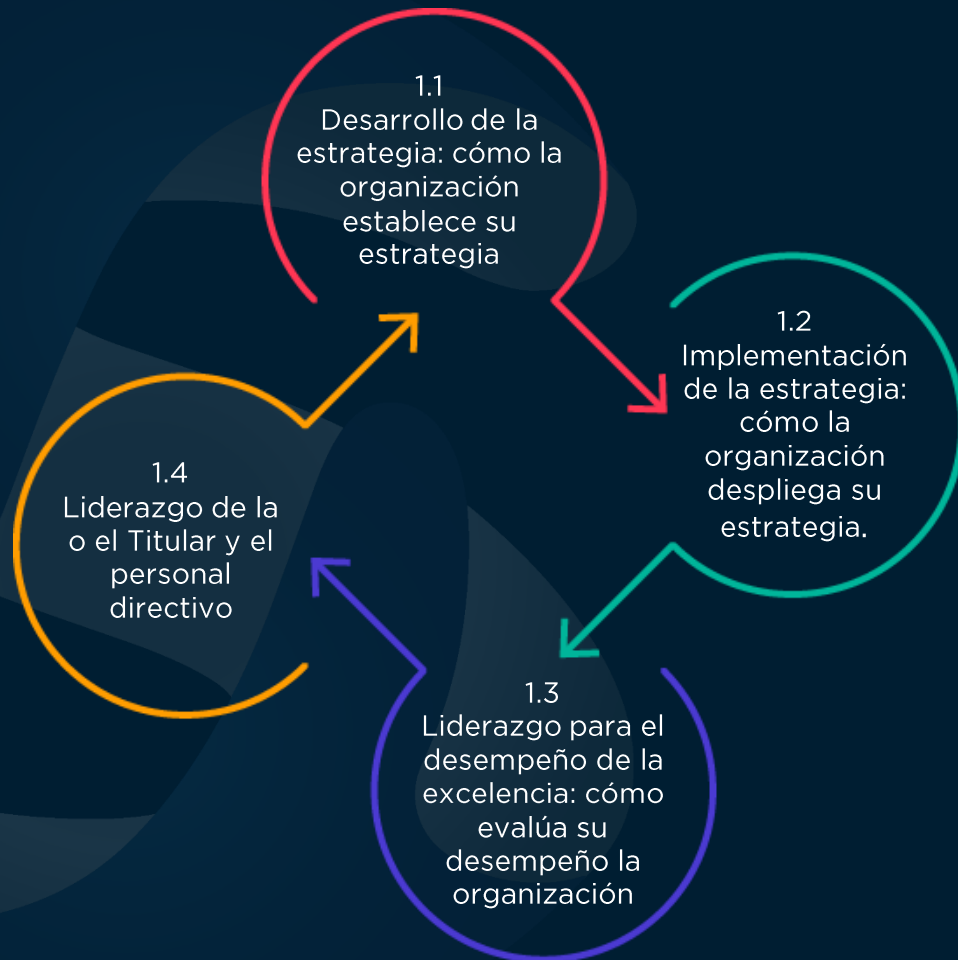 1.1
Desarrollo de la
estrategia: cómo la
organización
establece su
estrategia
1.2
Implementación
de la estrategia:
cómo la
organización
despliega su
estrategia.
1.3
Liderazgo para el
desempeño de la
excelencia: cómo
evalúa su
desempeño la
organización
1.4
Liderazgo de la
o el Titular y el
personal
directivo